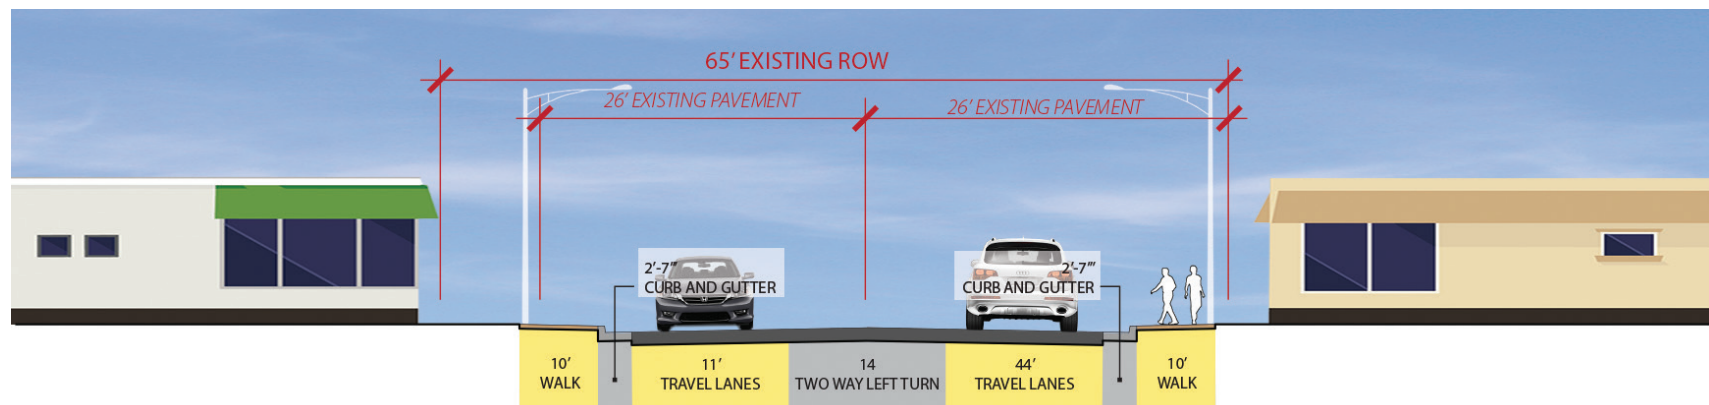 65’ EXISTING ROW
26’ EXISTING PAVEMENT
26’ EXISTING PAVEMENT
2’-7”’
CURB AND GUTTER
2’-7”’
CURB AND GUTTER
10’
WALK
11’
TRAVEL LANES
14
TWO WAY LEFT TURN
44’
TRAVEL LANES
10’
WALK